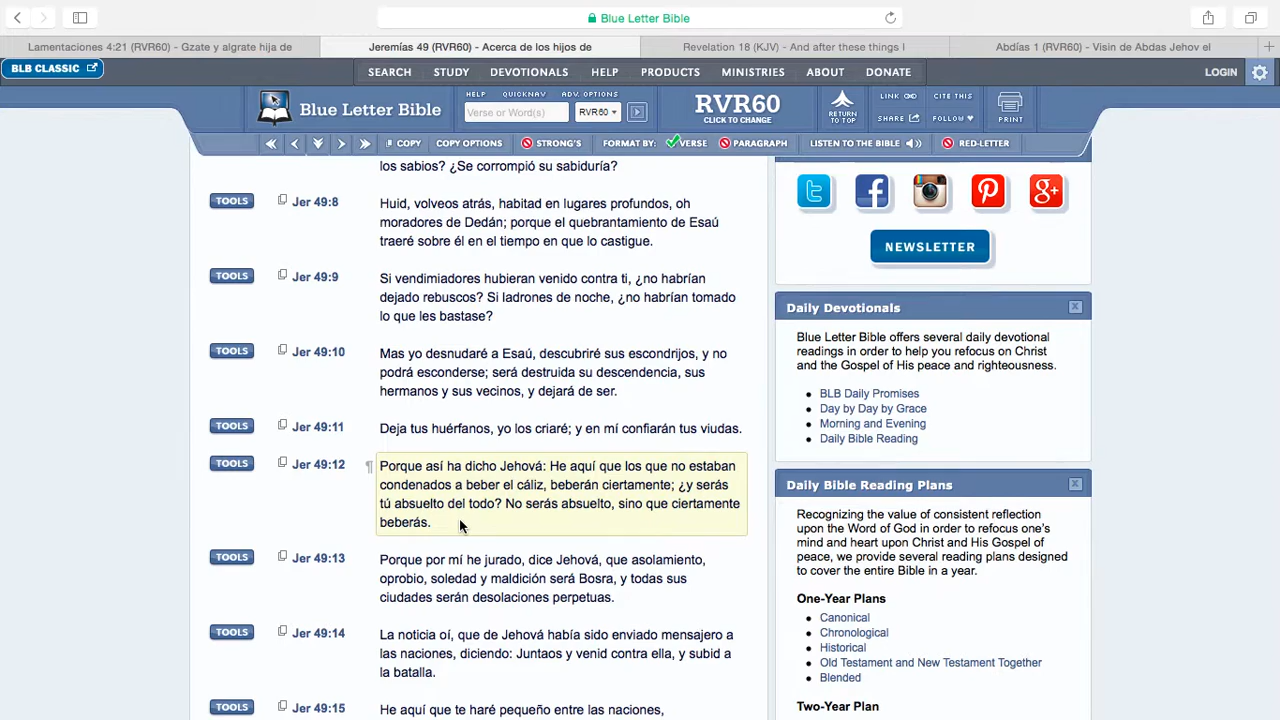 Blue Letter Bible
Lamentaciones 4:21 (RVR60) - Gzate y algrate hija de
Jeremías 49 (RVR60) - Acerca de los hijos de
Revelation 18 (KJV) - And after these things I
Abdías 1 (RVR60) - Visin de Abdas Jehov el
BLB CLASSIC
SEARCH STUDY DEVOTIONALS HELP PRODUCTS MINISTRIES ABOUT DONATE
LOGIN
Blue Letter Bible
HELP QUICKNAV ADV. OPTIONS
Verse or Word(s) RVR60
RVR60
CLICK TO CHANGE
RETURN
TO TOP
LINK CITE THIS
SHARE FOLLOW
PRINT
COPY COPY OPTIONS STRONG'S FORMAT BY: VERSE PARAGRAPH LISTEN TO THE BIBLE RED-LETTER
los sabios? ¿Se corrompió su sabiduría?
TOOLS Jer 49:8 Huid, volveos atrás, habitad en lugares profundos, oh
moradores de Dedán; porque el quebrantamiento de Esaú
traeré sobre él en el tiempo en que lo castigue.
TOOLS Jer 49:9 Si vendimiadores hubieran venido contra ti, ¿no habrían
dejado rebuscos? Si ladrones de noche, ¿no habrían tomado
lo que les bastase?
TOOLS Jer 49:10 Mas yo desnudaré a Esaú, descubriré sus escondrijos, y no
podrá esconderse; será destruida su descendencia, sus
hermanos y sus vecinos, y dejará de ser.
TOOLS Jer 49:11 Deja tus huérfanos, yo los criaré; y en mí confiarán tus viudas.
TOOLS Jer 49:12 ¶ Porque así ha dicho Jehová: He aquí que los que no estaban
condenados a beber el cáliz, beberán ciertamente; ¿y serás
tú absuelto del todo? No serás absuelto, sino que ciertamente
beberás.
TOOLS Jer 49:13 Porque por mí he jurado, dice Jehová, que asolamiento,
oprobio, soledad y maldición será Bosra, y todas sus
ciudades serán desolaciones perpetuas.
TOOLS Jer 49:14 La noticia oí, que de Jehová había sido enviado mensajero a
las naciones, diciendo: Juntaos y venid contra ella, y subid a
la batalla.
TOOLS Jer 49:15 He aquí que te haré pequeño entre las naciones,
NEWSLETTER
Daily Devotionals
Blue Letter Bible offers several daily devotional
readings in order to help you refocus on Christ
and the Gospel of His peace and righteousness.
BLB Daily Promises
Day by Day by Grace
Morning and Evening
Daily Bible Reading
Daily Bible Reading Plans
Recognizing the value of consistent reflection
upon the Word of God in order to refocus one's
mind and heart upon Christ and His Gospel of
peace, we provide several reading plans designed
to cover the entire Bible in a year.
One-Year Plans
Canonical
Chronological
Historical
Old Testament and New Testament Together
Blended
Two-Year Plan